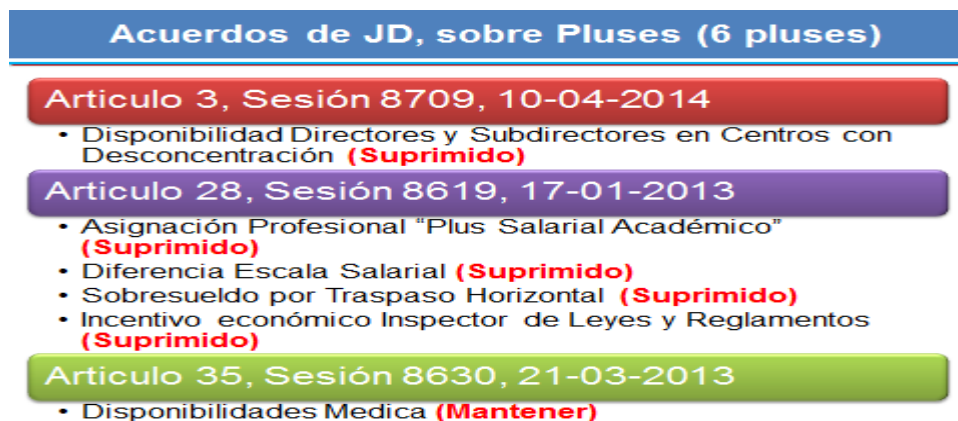 Acuerdos de JD, sobre Pluses (6 pluses)
Articulo 3, Sesión 8709, 10-04-2014
• Disponibilidad Directores y Subdirectores en Centros con
Desconcentración (Suprimido)
Articulo 28, Sesión 8619, 17-01-2013
• Asignación Profesional “Plus Salarial Académico”
(Suprimido)
• Diferencia Escala Salarial (Suprimido)
• Sobresueldo por Traspaso Horizontal (Suprimido)
• Incentivo económico Inspector de Leyes y Reglamentos
(Suprimido)
Articulo 35, Sesión 8630, 21-03-2013
• Disponibilidades Medica (Mantener)